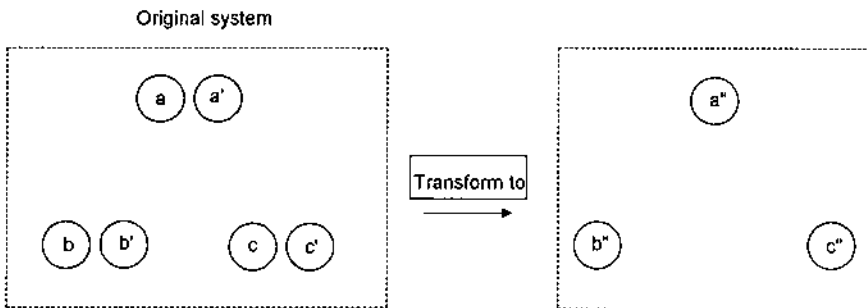 Original system
a a' a"
Transform to
b b' c c' b" c"